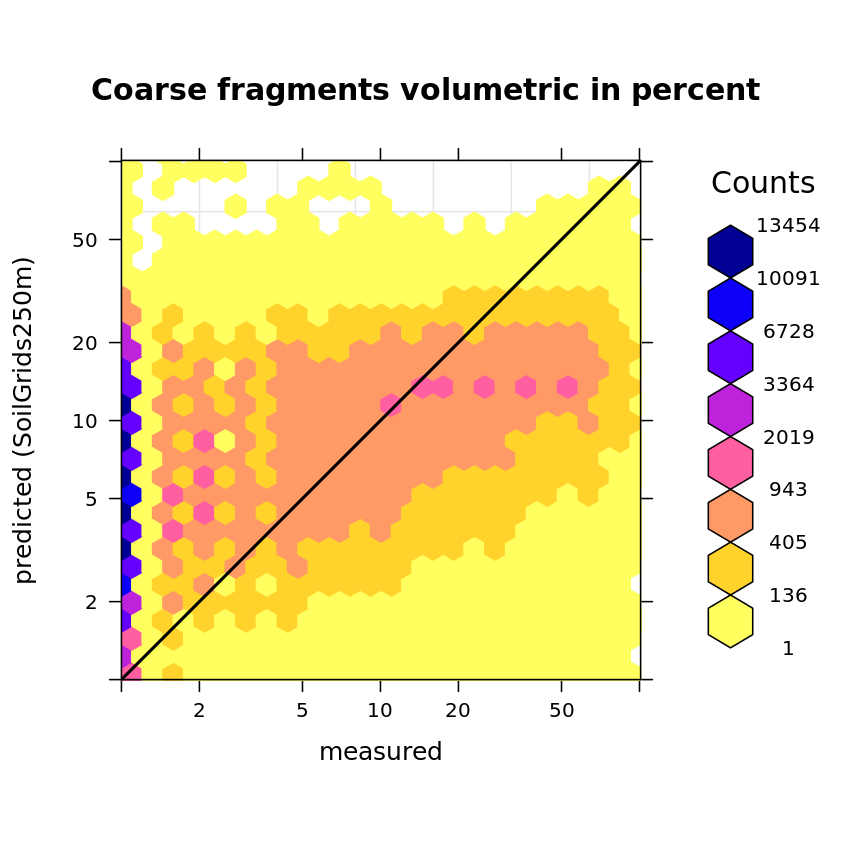 Coarse fragments volumetric in percent
Counts
13454
10091
6728
3364
2019
943
405
136
1
predicted (SoilGrids250m)
50
20
10
5
2
2 5 10 20 50
measured